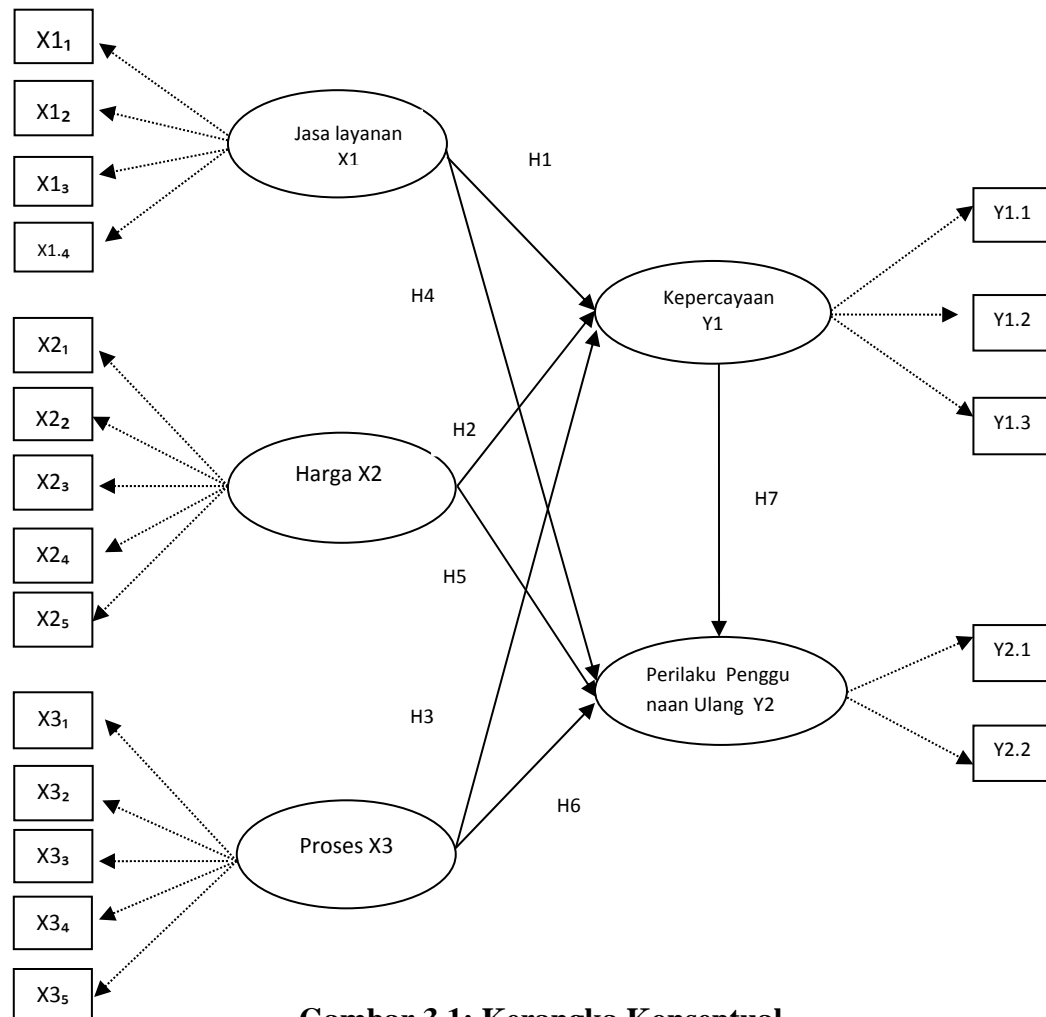 X1₁
X1₂
X1₃
X1.₄
Jasa layanan
X1
H1
H4
Kepercayaan
Y1
Y1.1
Y1.2
Y1.3
X2₁
X2₂
X2₃
X2₄
X2₅
Harga X2
H2
H5
H7
Perilaku Penggu
naan Ulang Y2
Y2.1
Y2.2
X3₁
X3₂
X3₃
X3₄
X3₅
Proses X3
H3
H6
Gambar 3.1: Kerangka Konseptual